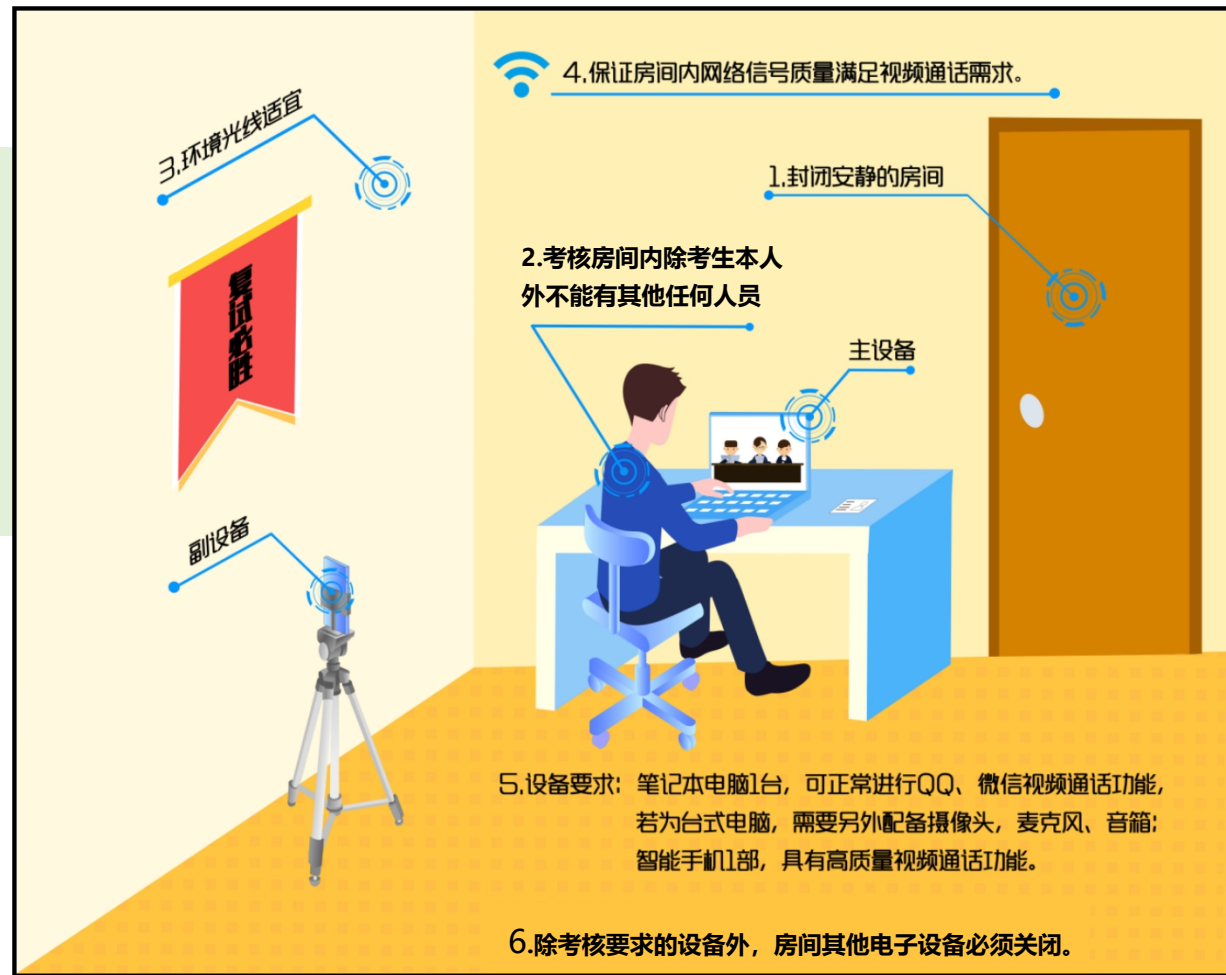 4.保证房间内网络信号质量满足视频通话需求。
3.环境光线适宜
1.封闭安静的房间
2.考核房间内除考生本人
外不能有其他任何人员
复试必胜
主设备
副设备
5.设备要求: 笔记本电脑1台，可正常进行QQ、微信视频通话功能，
若为台式电脑，需要另外配备摄像头，麦克风、音箱;
智能手机1部，具有高质量视频通话功能。
6.除考核要求的设备外，房间其他电子设备必须关闭。